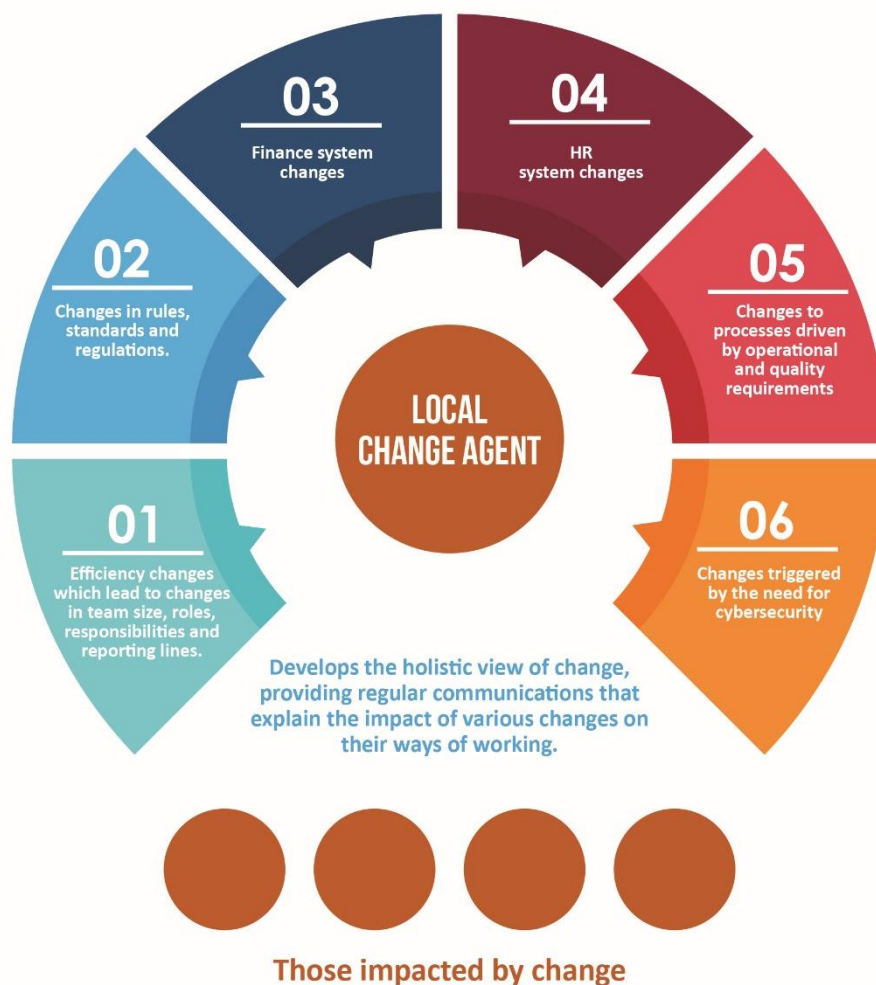 01
Efficiency changes
which lead to changes
in team size, roles,
responsibilities and
reporting lines.
02
Changes in rules,
standards and
regulations.
03
Finance system
changes
04
HR
system changes
05
Changes to
processes driven
by operational
and quality
requirements
06
Changes triggered
by the need for
cybersecurity
LOCAL
CHANGE AGENT
Develops the holistic view of change,
providing regular communications that
explain the impact of various changes on
their ways of working.
Those impacted by change